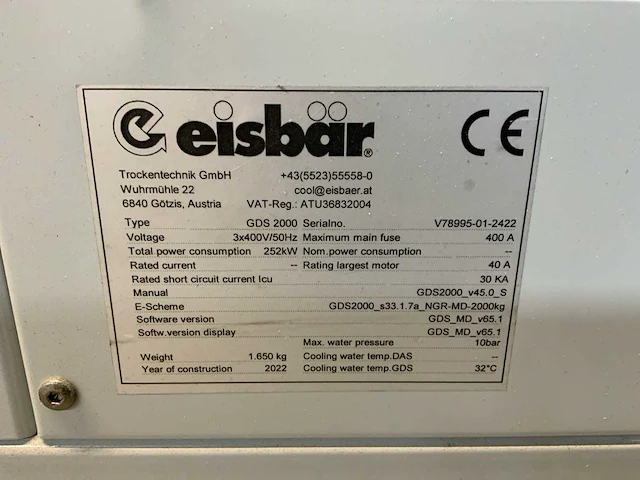 e eisbär® CE
Trockentechnik GmbH +43(5523)55558-0
Wuhrmühle 22 cool@eisbaer.at
6840 Götzis, Austria VAT-Reg.: ATU36832004
Type GDS 2000 Serialno. V78995-01-2422
Voltage 3x400V/50Hz Maximum main fuse 400 A
Total power consumption 252kW Nom.power consumption --
Rated current -- Rating largest motor 40 A
Rated short circuit current Icu 30 KA
Manual GDS2000_v45.0_S
E-Scheme GDS2000_s33.1.7a_NGR-MD-2000kg
Software version GDS_MD_v65.1
Softw.version display GDS_MD_v65.1
Max. water pressure 10bar
Weight 1.650 kg Cooling water temp.DAS --
Year of construction 2022 Cooling water temp.GDS 32°C